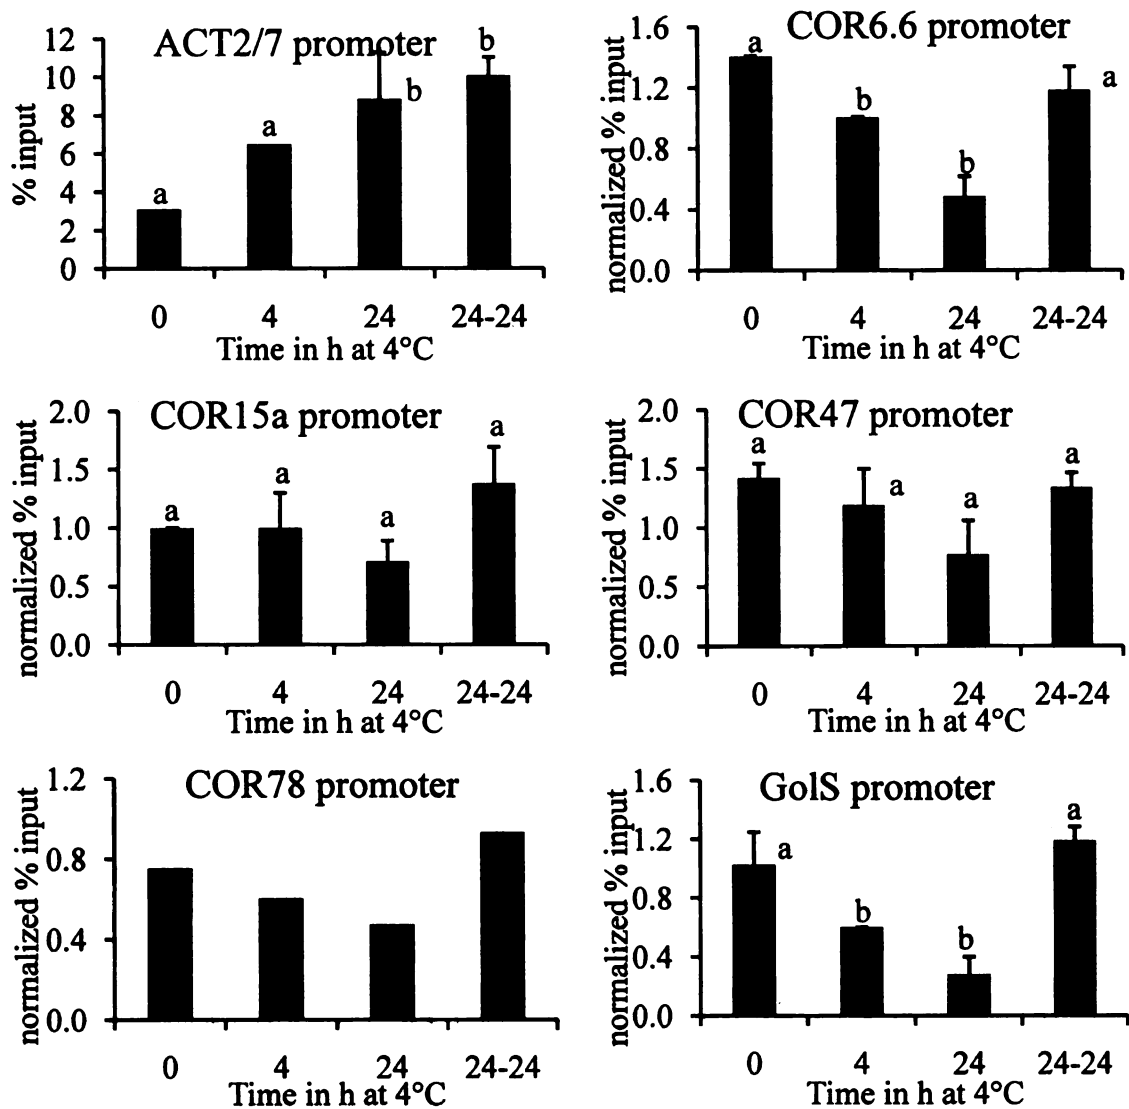 ACT2/7 promoter
% input
12
10
8
6
4
2
0
a
a
b
b
0 4 24 24-24
Time in h at 4°C
COR6.6 promoter
normalized % input
1.6
1.2
0.8
0.4
0.0
a
b
b
a
0 4 24 24-24
Time in h at 4°C
COR15a promoter
normalized % input
2.0
1.5
1.0
0.5
0.0
a
a
a
a
0 4 24 24-24
Time in h at 4°C
COR47 promoter
normalized % input
2.0
1.5
1.0
0.5
0.0
a
a
a
a
0 4 24 24-24
Time in h at 4°C
COR78 promoter
normalized % input
1.2
0.8
0.4
0.0
0 4 24 24-24
Time in h at 4°C
GolS promoter
normalized % input
1.6
1.2
0.8
0.4
0.0
a
b
b
a
0 4 24 24-24
Time in h at 4°C